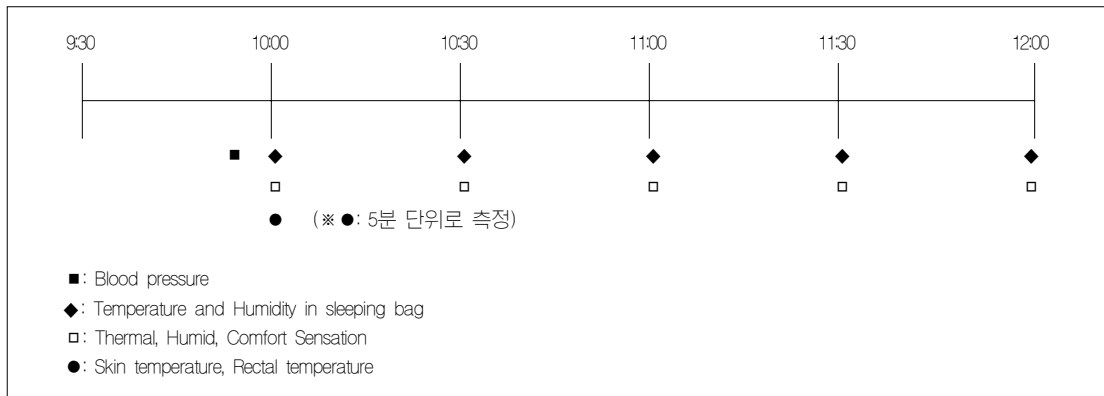 9:30 10:00 10:30 11:00 11:30 12:00
■ ◆ ◆ ◆ ◆ ◆
□ □ □ □ □
● (※ ●: 5분 단위로 측정)
■: Blood pressure
◆: Temperature and Humidity in sleeping bag
□: Thermal, Humid, Comfort Sensation
●: Skin temperature, Rectal temperature